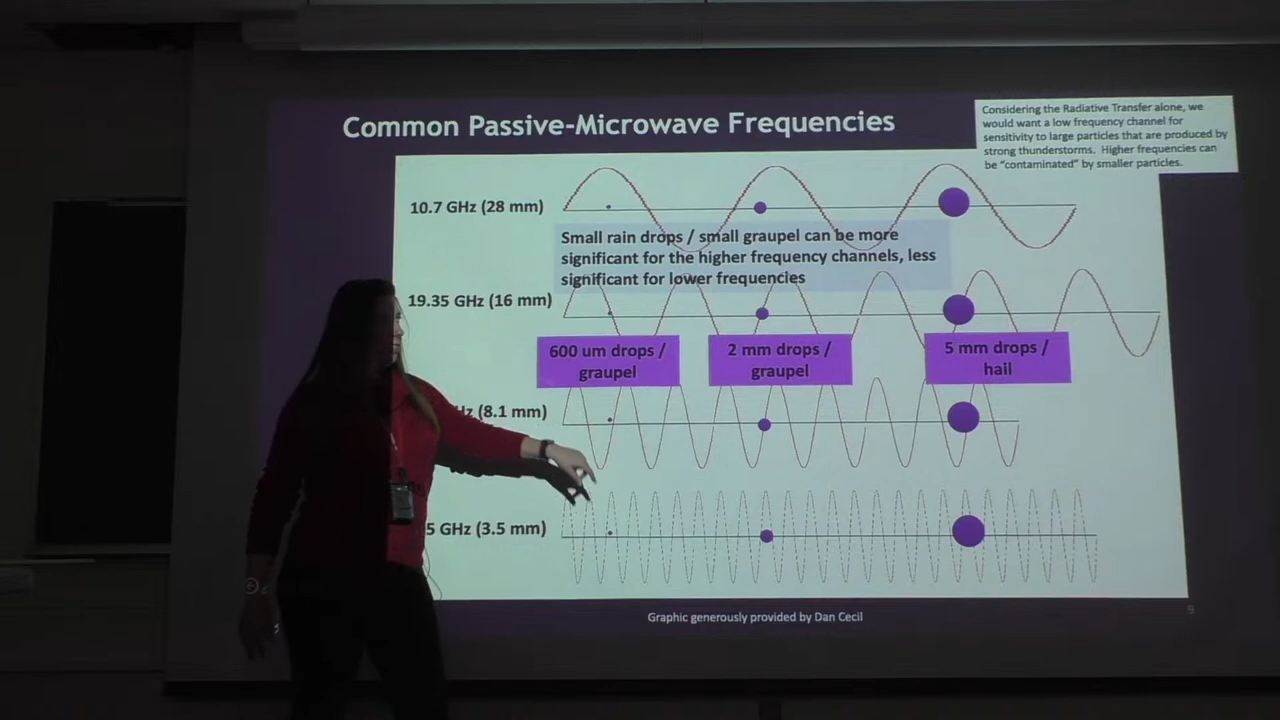 Common Passive-Microwave Frequencies
Considering the Radiative Transfer alone, we
would want a low frequency channel for
sensitivity to large particles that are produced by
strong thunderstorms. Higher frequencies can
be "contaminated" by smaller particles.
10.7 GHz (28 mm)
Small rain drops / small graupel can be more
significant for the higher frequency channels, less
significant for lower frequencies
19.35 GHz (16 mm)
600 um drops /
graupel
2 mm drops /
graupel
5 mm drops /
hail
Hz (8.1 mm)
5 GHz (3.5 mm)
Graphic generously provided by Dan Cecil
9